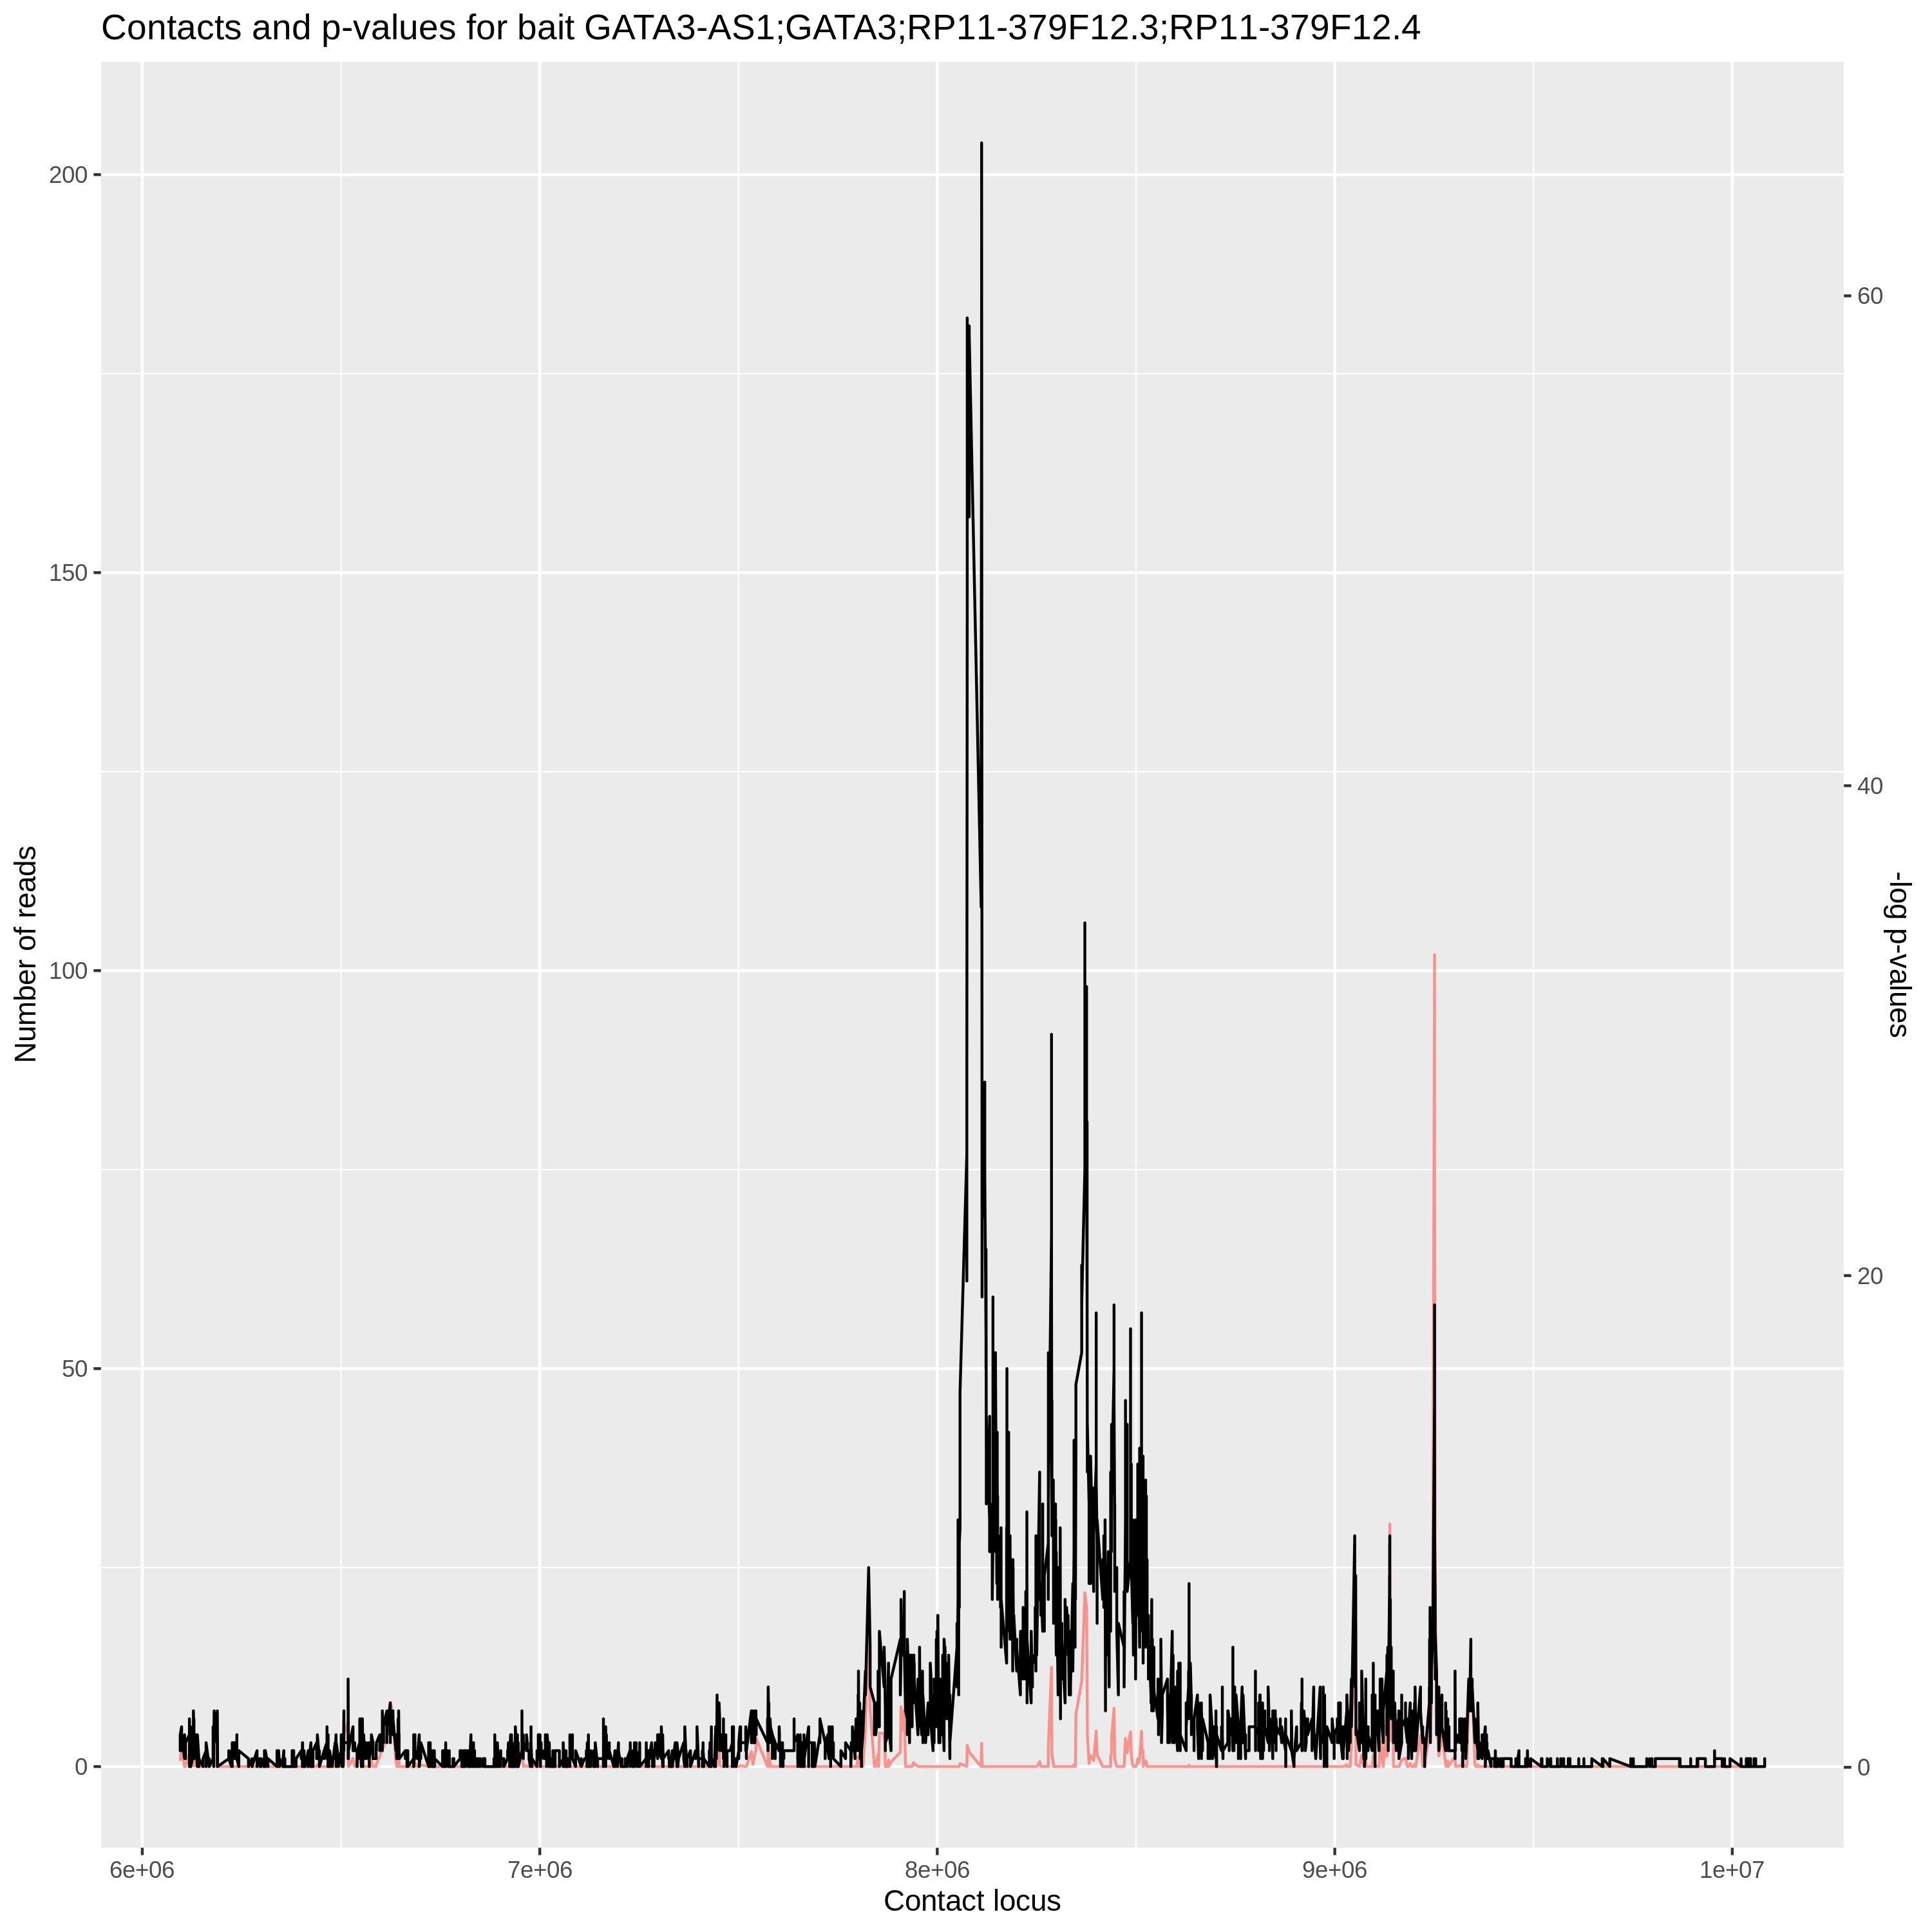 Contacts and p-values for bait GATA3-AS1;GATA3;RP11-379F12.3;RP11-379F12.4
200
150
100
50
0
Number of reads
60
40
20
0
-log p-values
6e+06 7e+06 8e+06 9e+06 1e+07
Contact locus